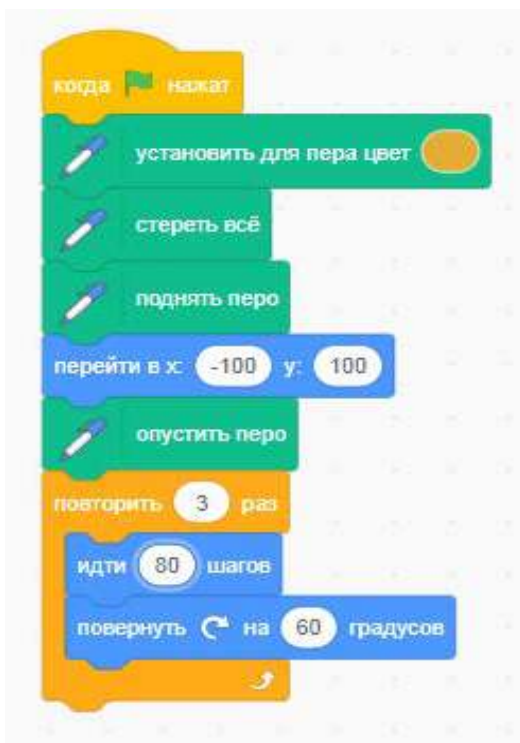 когда нажат
установить для пера цвет
стереть всё
поднять перо
перейти в x: -100 y: 100
опустить перо
повторить 3 раз
идти 80 шагов
повернуть на 60 градусов